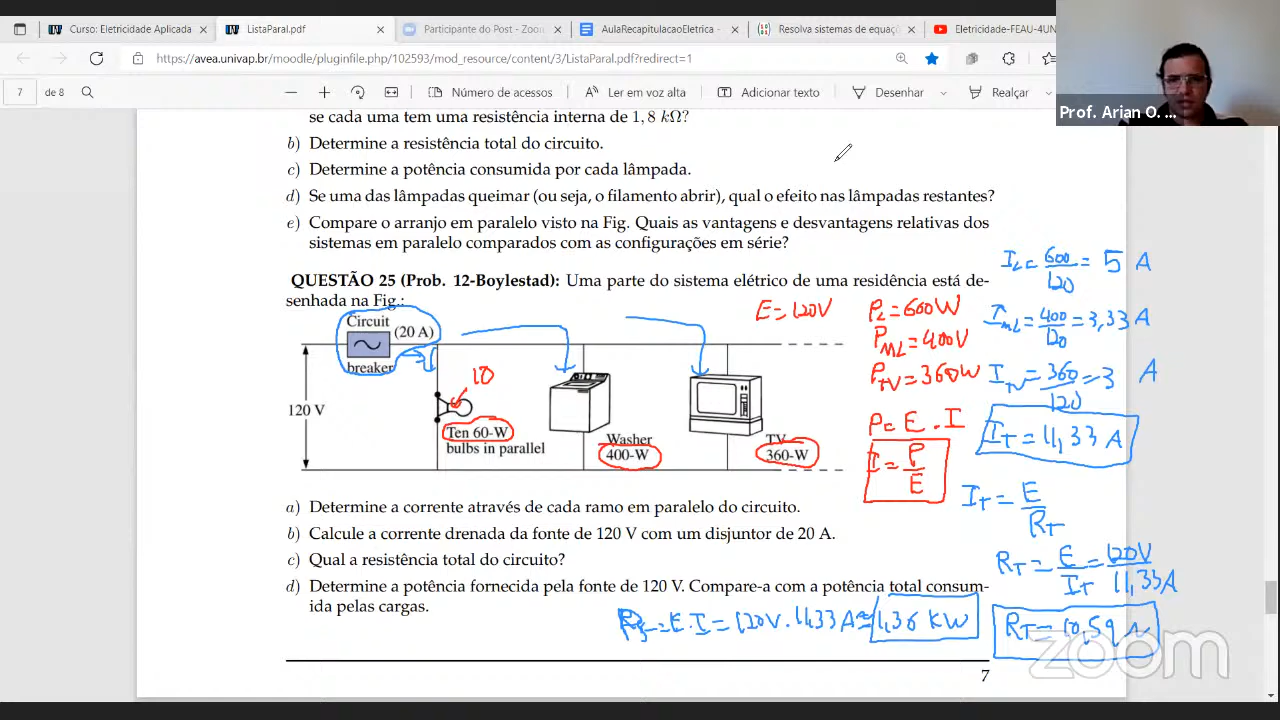 Curso: Eletricidade Aplicada
ListaParal.pdf
Participante do Post - Zoom
AulaRecapitulacaoEletrica -
Resolva sistemas de equaç
Eletricidade-FEAU-4UN
https://avea.univap.br/moodle/pluginfile.php/102593/mod_resource/content/3/ListaParal.pdf?redirect=1
7 de 8
Número de acessos
Ler em voz alta
Adicionar texto
Desenhar
Realçar
Prof. Arian O. ...
se cada uma tem uma resistência interna de 1, 8 kΩ?
b) Determine a resistência total do circuito.
c) Determine a potência consumida por cada lâmpada.
d) Se uma das lâmpadas queimar (ou seja, o filamento abrir), qual o efeito nas lâmpadas restantes?
e) Compare o arranjo em paralelo visto na Fig. Quais as vantagens e desvantagens relativas dos
sistemas em paralelo comparados com as configurações em série?
QUESTÃO 25 (Prob. 12-Boylestad): Uma parte do sistema elétrico de uma residência está de-
senhada na Fig.:
Circuit
(20 A)
breaker
120 V
10
Ten 60-W
bulbs in parallel
Washer
400-W
TV
360-W
E = 120V
PL = 600W
PML = 400V
PTV = 360W
P = E . I
I = P/E
IL = 600/120 = 5 A
IML = 400/120 = 3,33 A
ITV = 360/120 = 3 A
IT = 11,33 A
IT = E/RT
RT = E/IT = 120V/11,33A
RT = 10,59 Ω
a) Determine a corrente através de cada ramo em paralelo do circuito.
b) Calcule a corrente drenada da fonte de 120 V com um disjuntor de 20 A.
c) Qual a resistência total do circuito?
d) Determine a potencia fornecida pela fonte de 120 V. Compare-a com a potência total consum-
ida pelas cargas.
= E . I = 120V . 11,33 A ≈ 1,36 kW
7
zoom